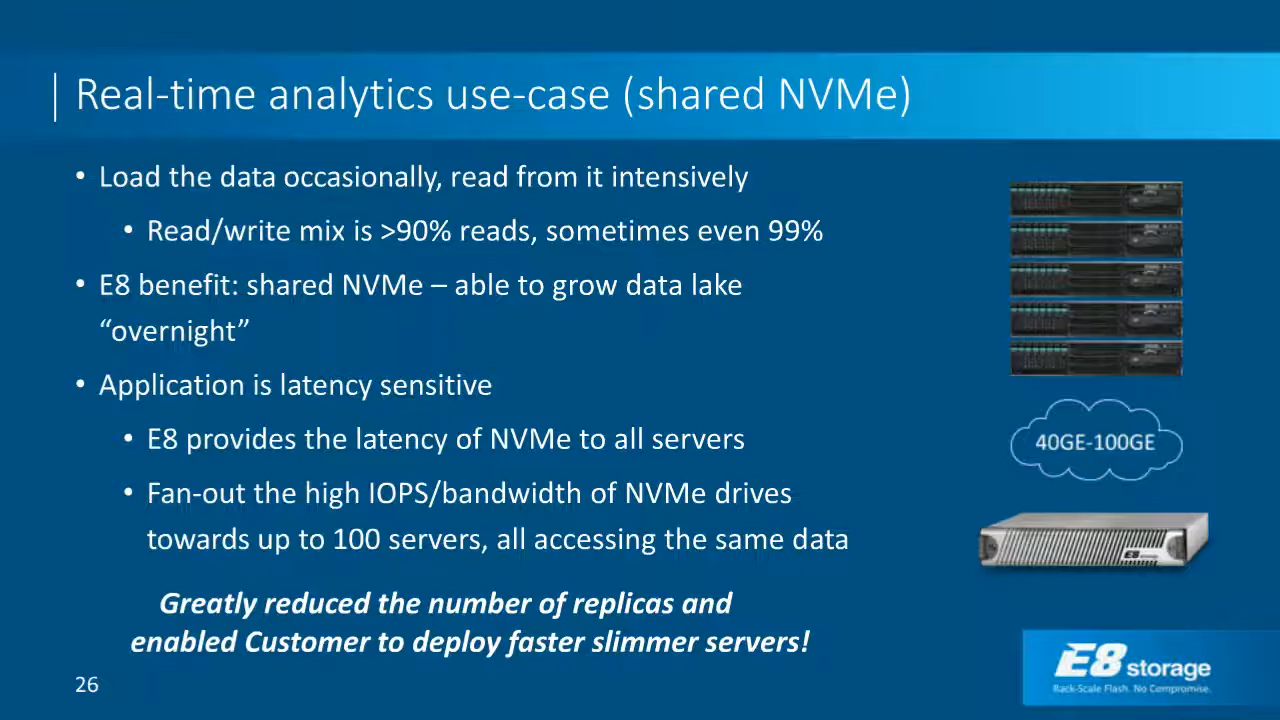 Real-time analytics use-case (shared NVMe)
• Load the data occasionally, read from it intensively
• Read/write mix is >90% reads, sometimes even 99%
• E8 benefit: shared NVMe – able to grow data lake
“overnight”
• Application is latency sensitive
• E8 provides the latency of NVMe to all servers
• Fan-out the high IOPS/bandwidth of NVMe drives
towards up to 100 servers, all accessing the same data
Greatly reduced the number of replicas and
enabled Customer to deploy faster slimmer servers!
40GE-100GE
E8
E8 storage
Rack-Scale Flash. No Compromise.
26